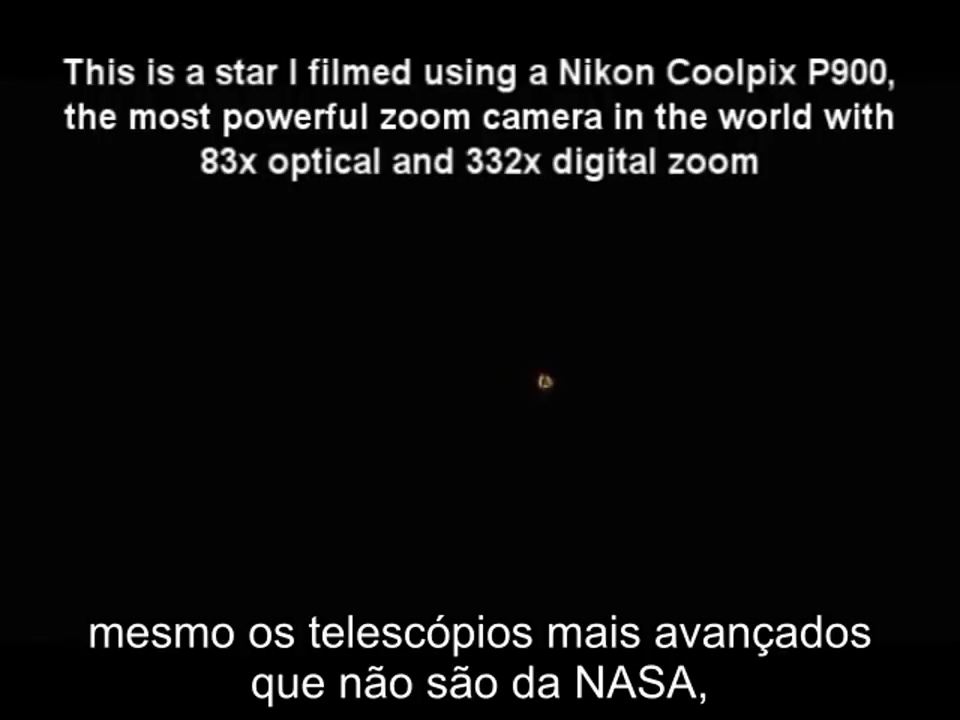 This is a star I filmed using a Nikon Coolpix P900,
the most powerful zoom camera in the world with
83x optical and 332x digital zoom
mesmo os telescópios mais avançados
que não são da NASA,